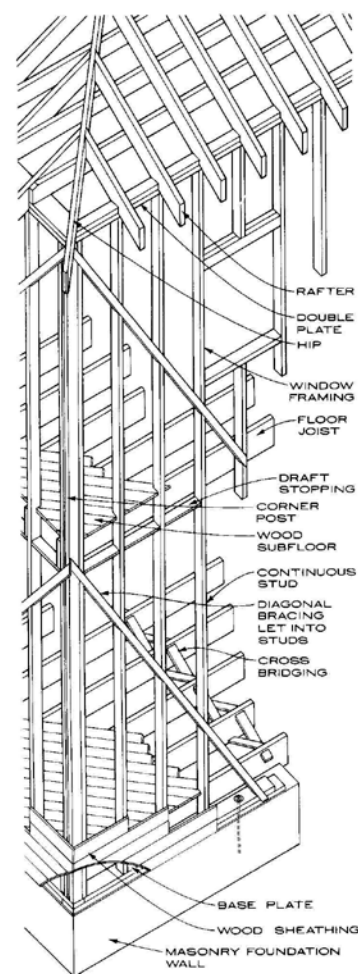 RAFTER
DOUBLE
PLATE
HIP
WINDOW
FRAMING
FLOOR
JOIST
DRAFT
STOPPING
CORNER
POST
WOOD
SUBFLOOR
CONTINUOUS
STUD
DIAGONAL
BRACING
LET INTO
STUDS
CROSS
BRIDGING
BASE PLATE
WOOD SHEATHING
MASONRY FOUNDATION
WALL